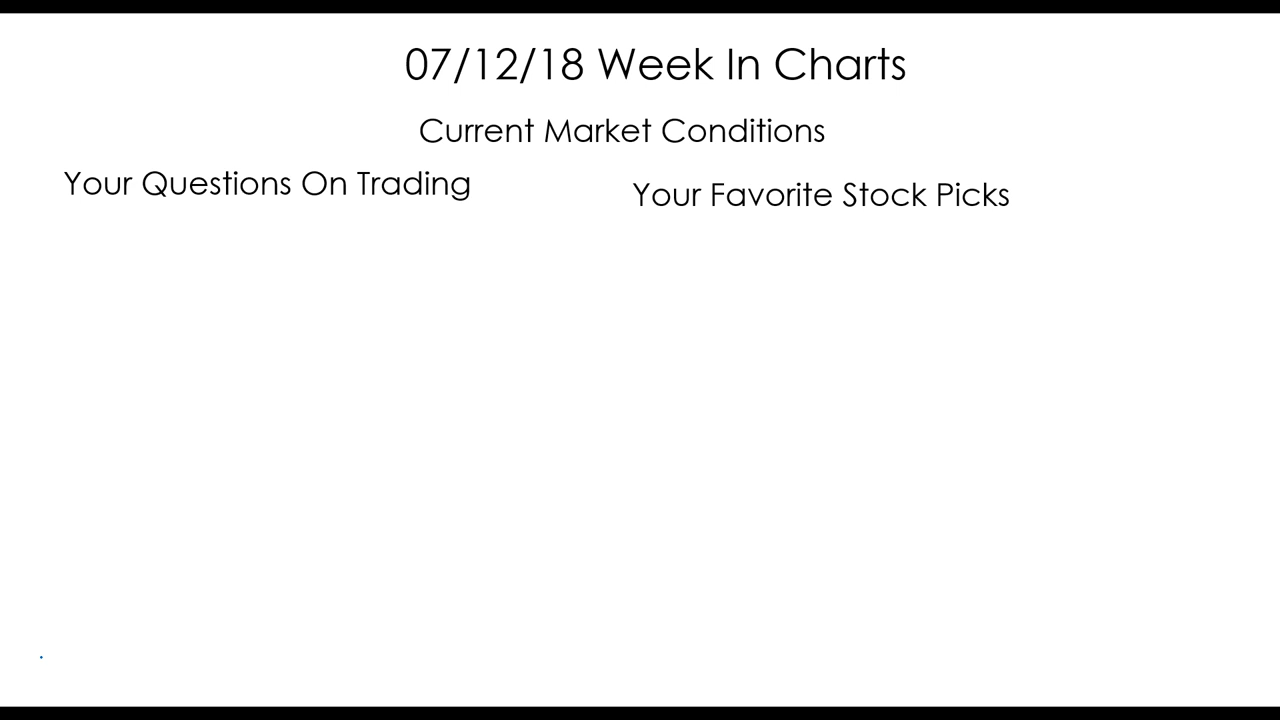 07/12/18 Week In Charts
Current Market Conditions
Your Questions On Trading
Your Favorite Stock Picks